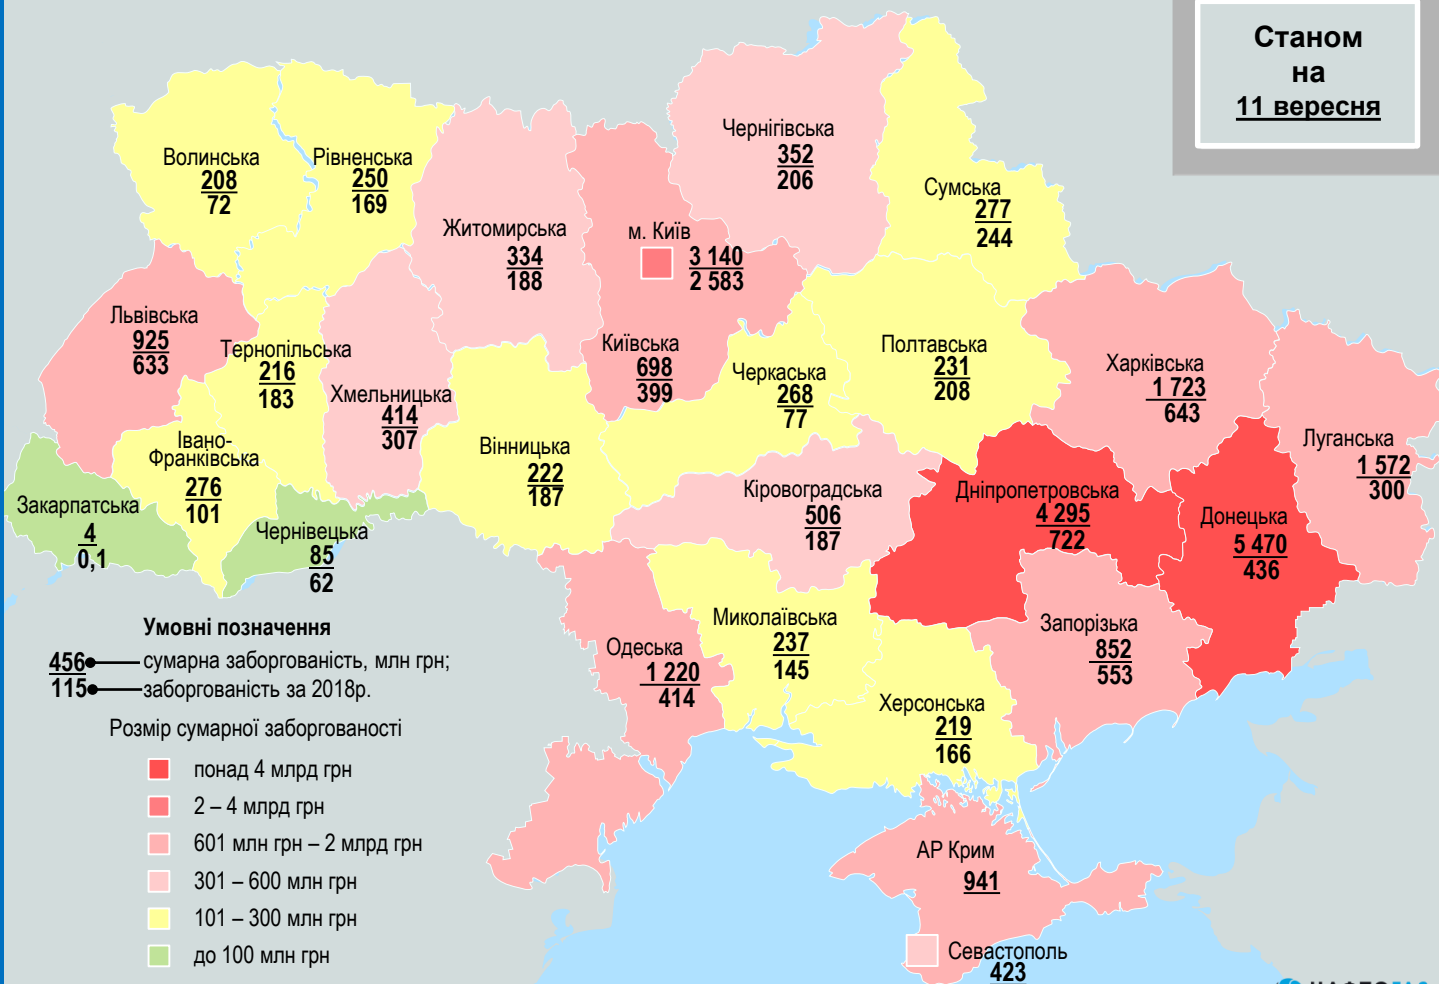 Станом
на
11 вересня
Чернігівська
352
206
Волинська
208
72
Рівненська
250
169
Сумська
277
244
Житомирська
334
188
м. Київ
3 140
2 583
Львівська
925
633
Тернопільська
216
183
Хмельницька
414
307
Київська
698
399
Черкаська
268
77
Полтавська
231
208
Харківська
1 723
643
Луганська
1 572
300
Івано-
Франківська
276
101
Вінницька
222
187
Кіровоградська
506
187
Дніпропетровська
4 295
722
Донецька
5 470
436
Закарпатська
4
0,1
Чернівецька
85
62
Миколаївська
237
145
Запорізька
852
553
Одеська
1 220
414
Херсонська
219
166
АР Крим
941
Севастополь
423
Умовні позначення
456 сумарна заборгованість, млн грн;
115 заборгованість за 2018р.
Розмір сумарної заборгованості
понад 4 млрд грн
2 – 4 млрд грн
601 млн грн – 2 млрд грн
301 – 600 млн грн
101 – 300 млн грн
до 100 млн грн